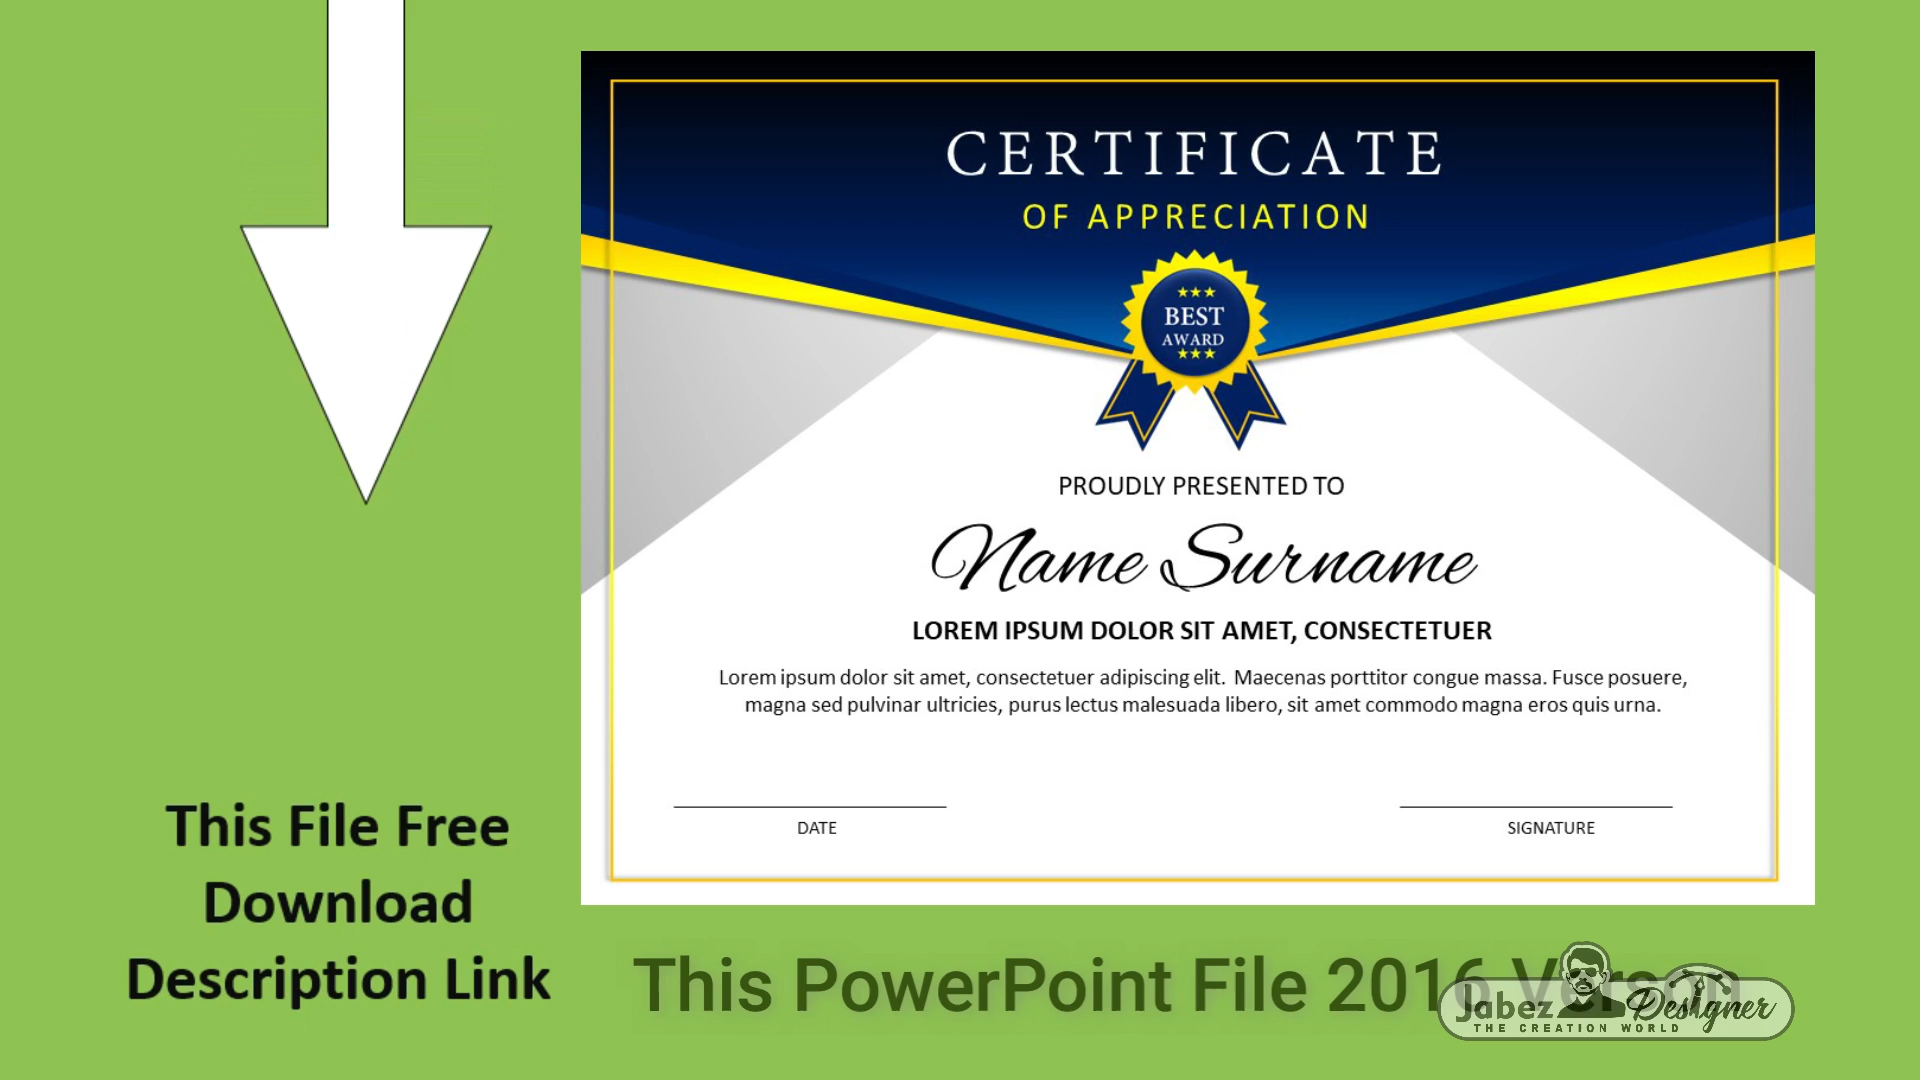 CERTIFICATE
OF APPRECIATION
★★★
BEST
AWARD
★★★
PROUDLY PRESENTED TO
Name Surname
LOREM IPSUM DOLOR SIT AMET, CONSECTETUER
Lorem ipsum dolor sit amet, consectetuer adipiscing elit. Maecenas porttitor congue massa. Fusce posuere,
magna sed pulvinar ultricies, purus lectus malesuada libero, sit amet commodo magna eros quis urna.
DATE
SIGNATURE
This File Free
Download
Description Link
This PowerPoint File 2016
Jabez Designer
THE CREATION WORLD